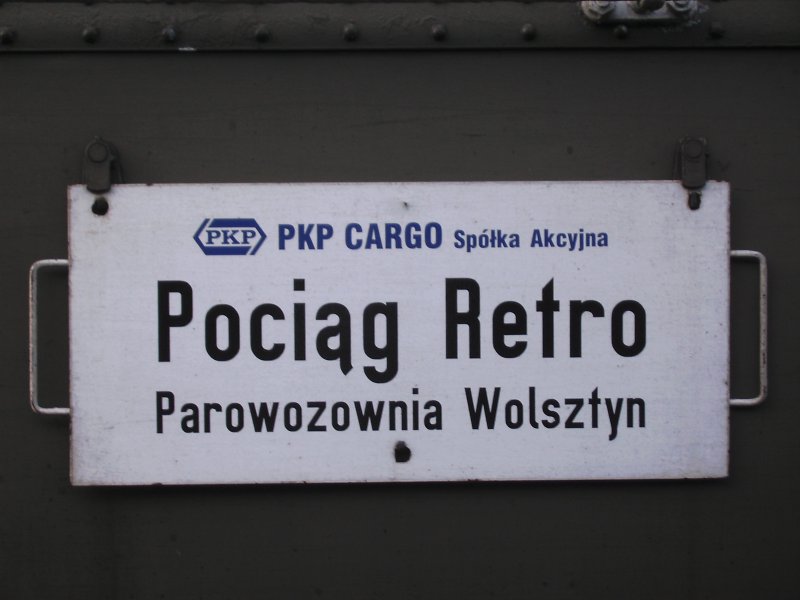 PKP PKP CARGO Spółka Akcyjna
Pociąg Retro
Parowozownia Wolsztyn